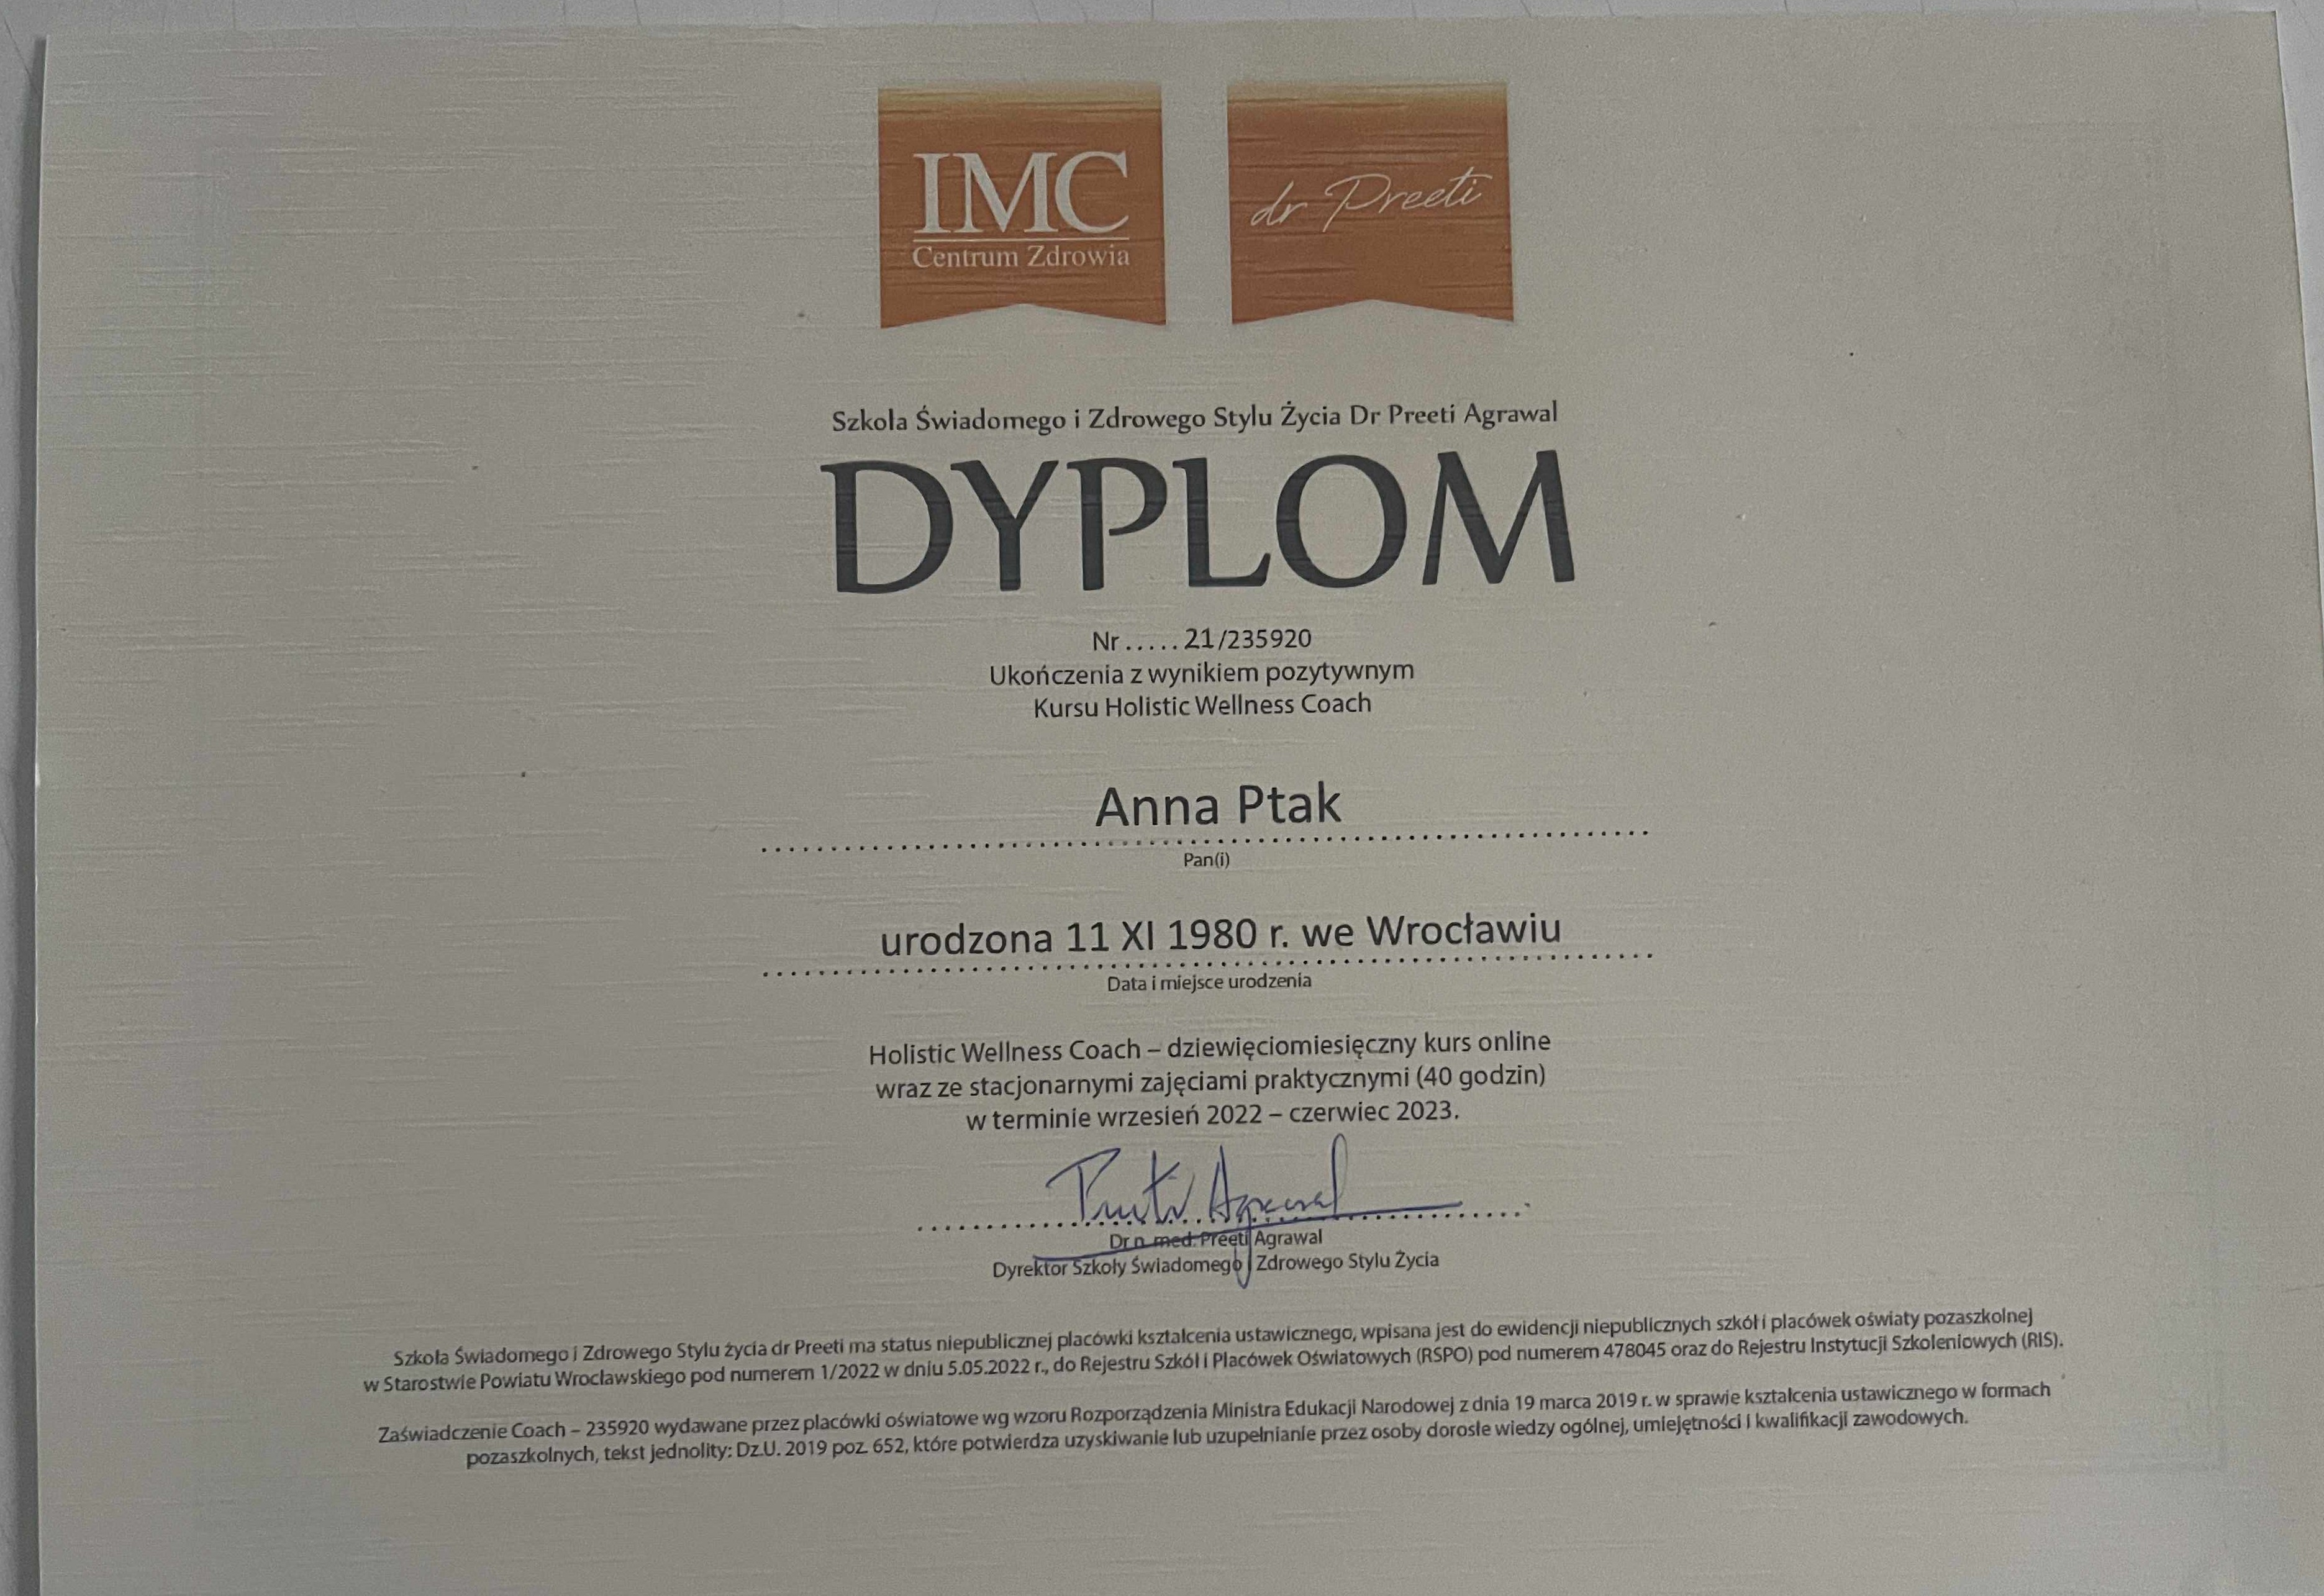 IMC
Centrum Zdrowia
dr Preeti
Szkoła Świadomego i Zdrowego Stylu Życia Dr Preeti Agrawal
DYPLOM
Nr.....21/235920
Ukończenia z wynikiem pozytywnym
Kursu Holistic Wellness Coach
Anna Ptak
Pan(i)
urodzona 11 XI 1980 r. we Wrocławiu
Data i miejsce urodzenia
Holistic Wellness Coach – dziewięciomiesięczny kurs online
wraz ze stacjonarnymi zajęciami praktycznymi (40 godzin)
w terminie wrzesień 2022 – czerwiec 2023.
Preeti Agrawal
Dr n. med. Preeti Agrawal
Dyrektor Szkoły Świadomego i Zdrowego Stylu Życia
Szkoła Świadomego i Zdrowego Stylu życia dr Preeti ma status niepublicznej placówki kształcenia ustawicznego, wpisana jest do ewidencji niepublicznych szkół i placówek oświaty pozaszkolnej
w Starostwie Powiatu Wrocławskiego pod numerem 1/2022 w dniu 5.05.2022 r., do Rejestru Szkół i Placówek Oświatowych (RSPO) pod numerem 478045 oraz do Rejestru Instytucji Szkoleniowych (RIS).
Zaświadczenie Coach – 235920 wydawane przez placówki oświatowe wg wzoru Rozporządzenia Ministra Edukacji Narodowej z dnia 19 marca 2019 r. w sprawie kształcenia ustawicznego w formach
pozaszkolnych, tekst jednolity: Dz.U. 2019 poz. 652, które potwierdza uzyskiwanie lub uzupełnianie przez osoby dorosłe wiedzy ogólnej, umiejętności i kwalifikacji zawodowych.